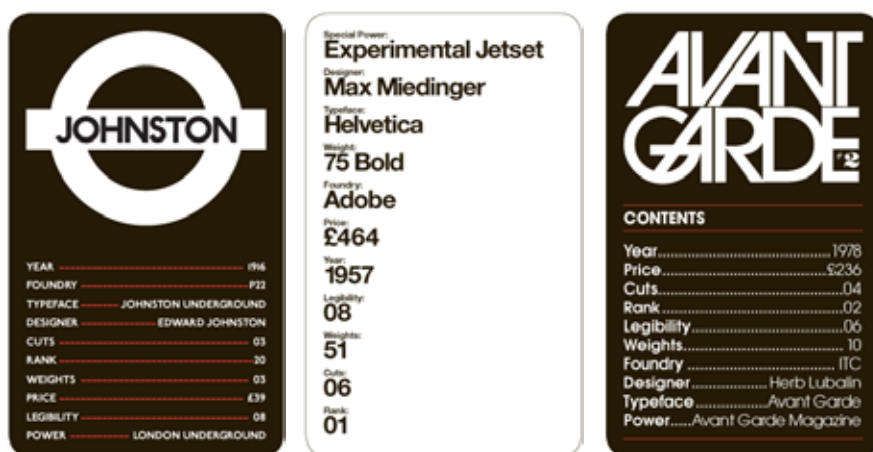 JOHNSTON
YEAR 1916
FOUNDRY P22
TYPEFACE JOHNSTON UNDERGROUND
DESIGNER EDWARD JOHNSTON
CUTS 03
RANK 20
WEIGHTS 03
PRICE £39
LEGIBILITY 08
POWER LONDON UNDERGROUND
Special Power:
Experimental Jetset
Designer:
Max Miedinger
Typeface:
Helvetica
Weight:
75 Bold
Foundry:
Adobe
Price:
£464
Year:
1957
Legibility:
08
Weights:
51
Cuts:
06
Rank:
01
AVANT
GARDE #2
CONTENTS
Year..............................1978
Price.............................£236
Cuts..............................04
Rank..............................02
Legibility........................06
Weights...........................10
Foundry ..........................ITC
Designer..............Herb Lubalin
Typeface..............Avant Garde
Power.....Avant Garde Magazine